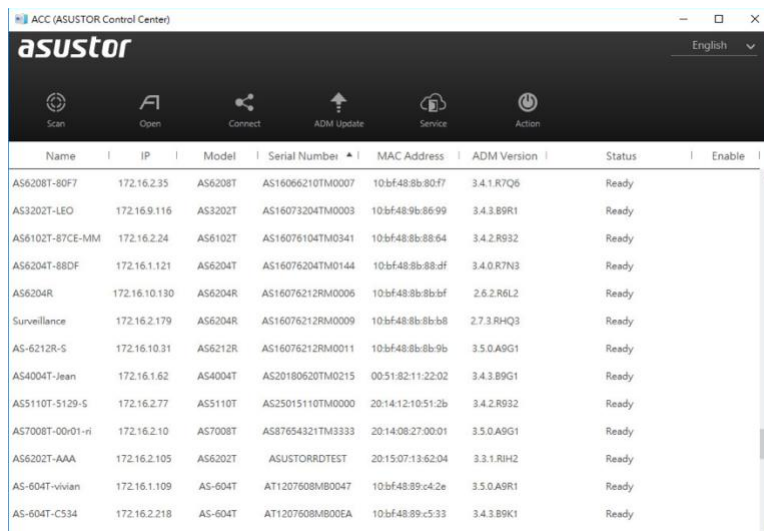 ACC (ASUSTOR Control Center)
asustor
English
Scan Open Connect ADM Update Service Action
Name IP Model Serial Number MAC Address ADM Version Status Enable
AS6208T-80F7 172.16.2.35 AS6208T AS16066210TM0007 10:bf:48:8b:80:f7 3.4.1.R7Q6 Ready
AS3202T-LEO 172.16.9.116 AS3202T AS16073204TM0003 10:bf:48:9b:86:99 3.4.3.B9R1 Ready
AS6102T-87CE-MM 172.16.2.24 AS6102T AS16076104TM0341 10:bf:48:8b:88:64 3.4.2.R932 Ready
AS6204T-88DF 172.16.1.121 AS6204T AS16076204TM0144 10:bf:48:8b:88:df 3.4.0.R7N3 Ready
AS6204R 172.16.10.130 AS6204R AS16076212RM0006 10:bf:48:8b:8b:bf 2.6.2.R6L2 Ready
Surveillance 172.16.2.179 AS6204R AS16076212RM0009 10:bf:48:8b:8b:b8 2.7.3.RHQ3 Ready
AS-6212R-S 172.16.10.31 AS6212R AS16076212RM0011 10:bf:48:8b:8b:9b 3.5.0.A9G1 Ready
AS4004T-Jean 172.16.1.62 AS4004T AS20180620TM0215 00:51:82:11:22:02 3.4.3.B9G1 Ready
AS5110T-5129-S 172.16.2.77 AS5110T AS25015110TM0000 20:14:12:10:51:2b 3.4.2.R932 Ready
AS7008T-00r01-ri 172.16.2.10 AS7008T AS87654321TM3333 20:14:08:27:00:01 3.5.0.A9G1 Ready
AS6202T-AAA 172.16.2.105 AS6202T ASUSTORRDTEST 20:15:07:13:62:04 3.3.1.RIH2 Ready
AS-604T-vivian 172.16.1.109 AS-604T AT1207608MB0047 10:bf:48:89:c4:2e 3.5.0.A9R1 Ready
AS-604T-C534 172.16.2.218 AS-604T AT1207608MB00EA 10:bf:48:89:c5:33 3.4.3.B9K1 Ready